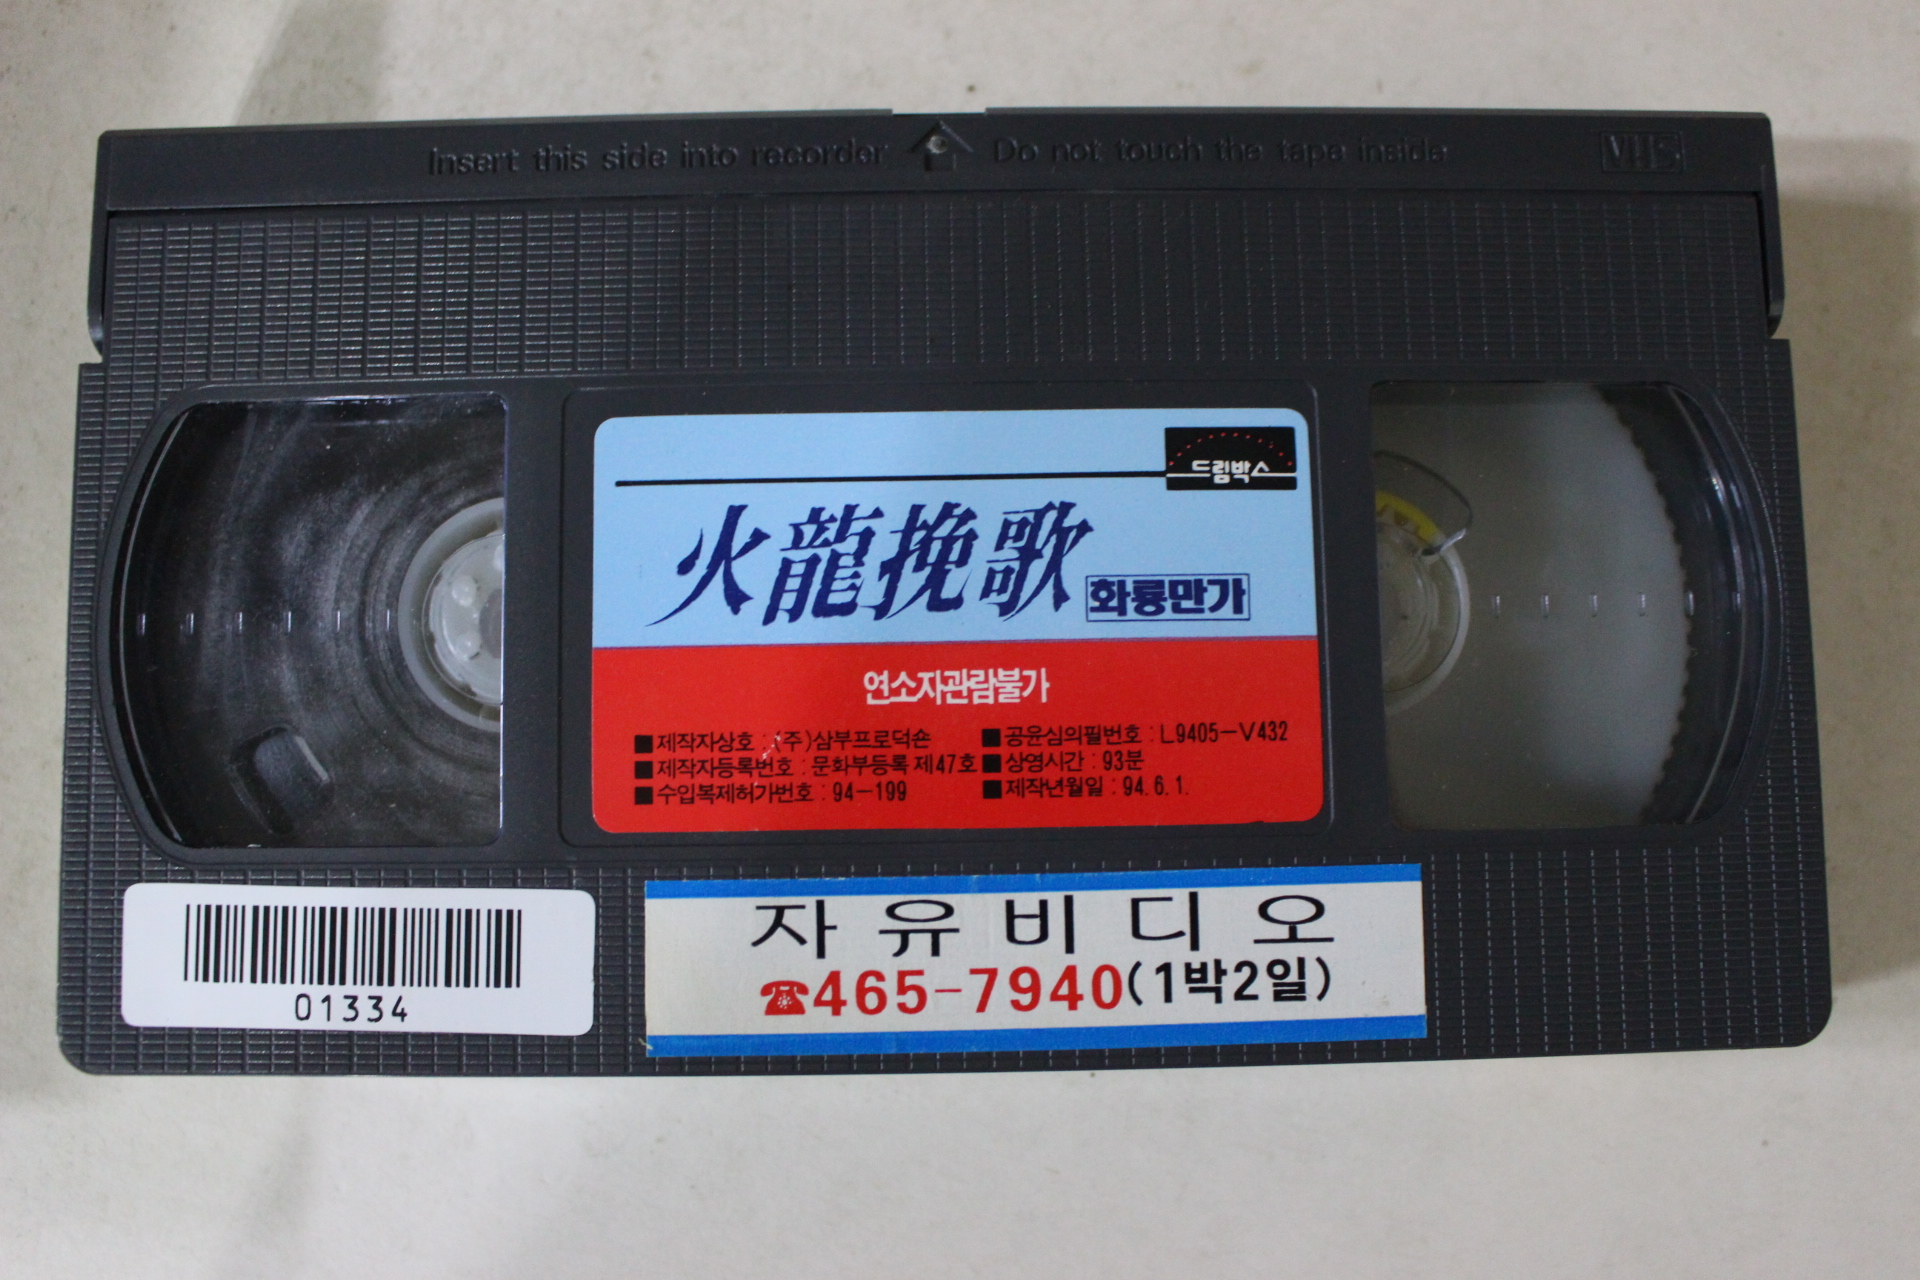 Insert this side into recorder
Do not touch the tape inside
VHS
드림박스
火龍挽歌
화룡만가
연소자관람불가
■제작자상호 : (주)삼부프로덕숀
■공윤심의필번호 : L9405-V432
■제작자등록번호 : 문화부등록 제47호
■상영시간 : 93분
■수입복제허가번호 : 94-199
■제작년월일 : 94. 6. 1.
01334
자유비디오
☎465-7940(1박2일)